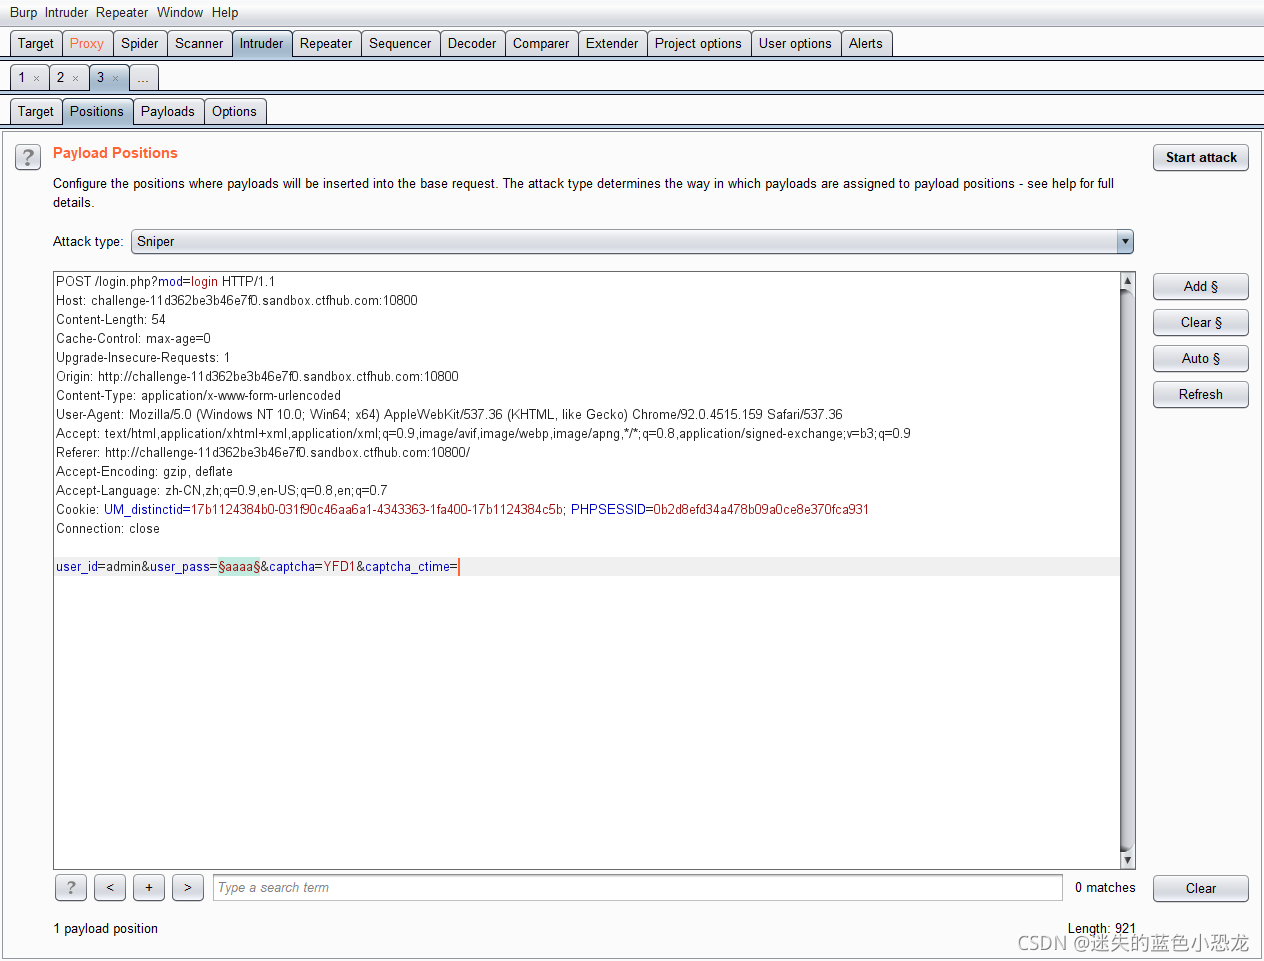 Burp Intruder Repeater Window Help
Target Proxy Spider Scanner Intruder Repeater Sequencer Decoder Comparer Extender Project options User options Alerts
1 × 2 × 3 × ...
Target Positions Payloads Options
? Payload Positions
Start attack
Configure the positions where payloads will be inserted into the base request. The attack type determines the way in which payloads are assigned to payload positions - see help for full
details.
Attack type: Sniper
POST /login.php?mod=login HTTP/1.1
Host: challenge-11d362be3b46e7f0.sandbox.ctfhub.com:10800
Content-Length: 54
Cache-Control: max-age=0
Upgrade-Insecure-Requests: 1
Origin: http://challenge-11d362be3b46e7f0.sandbox.ctfhub.com:10800
Content-Type: application/x-www-form-urlencoded
User-Agent: Mozilla/5.0 (Windows NT 10.0; Win64; x64) AppleWebKit/537.36 (KHTML, like Gecko) Chrome/92.0.4515.159 Safari/537.36
Accept: text/html,application/xhtml+xml,application/xml;q=0.9,image/avif,image/webp,image/apng,*/*;q=0.8,application/signed-exchange;v=b3;q=0.9
Referer: http://challenge-11d362be3b46e7f0.sandbox.ctfhub.com:10800/
Accept-Encoding: gzip, deflate
Accept-Language: zh-CN,zh;q=0.9,en-US;q=0.8,en;q=0.7
Cookie: UM_distinctid=17b1124384b0-031f90c46aa6a1-4343363-1fa400-17b1124384c5b; PHPSESSID=0b2d8efd34a478b09a0ce8e370fca931
Connection: close
user_id=admin&user_pass=§aaaa§&captcha=YFD1&captcha_ctime=
Add §
Clear §
Auto §
Refresh
? < + > Type a search term 0 matches Clear
1 payload position Length: 921
CSDN @迷失的蓝色小恐龙